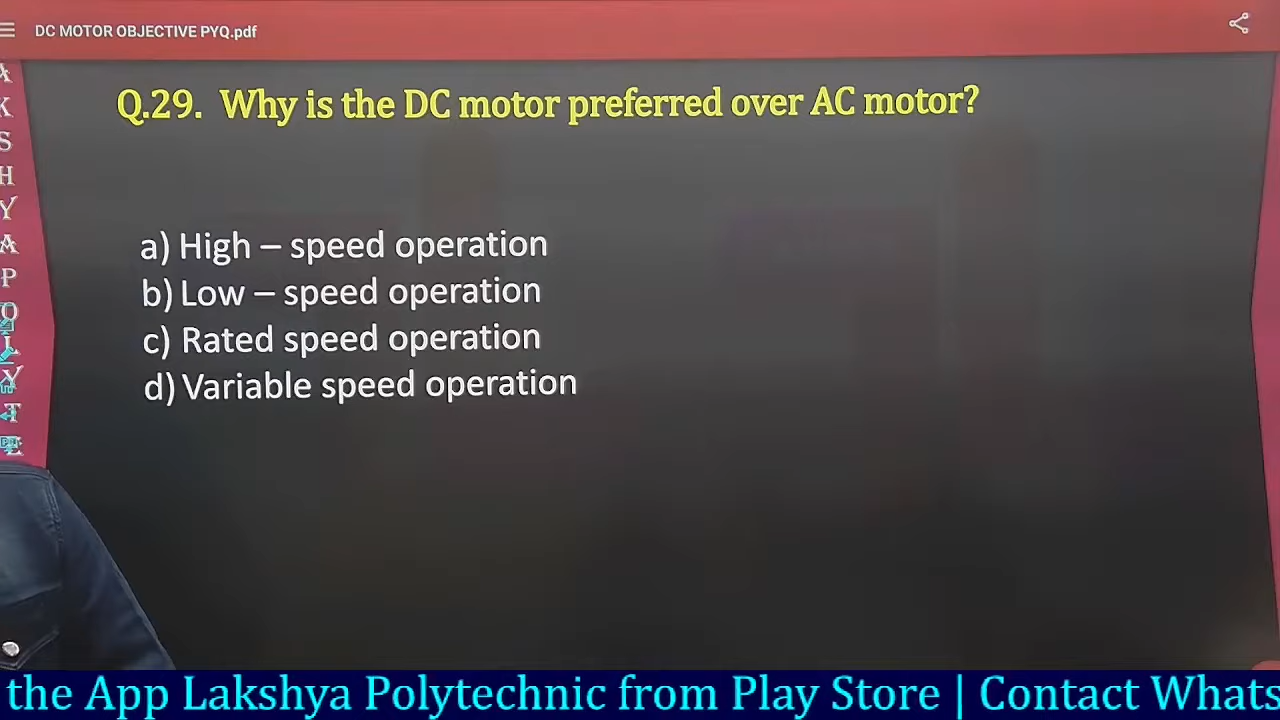 DC MOTOR OBJECTIVE PYQ.pdf
Q.29. Why is the DC motor preferred over AC motor?
a) High – speed operation
b) Low – speed operation
c) Rated speed operation
d) Variable speed operation
A
K
S
H
Y
A
P
O
L
Y
T
E
the App Lakshya Polytechnic from Play Store | Contact Whats